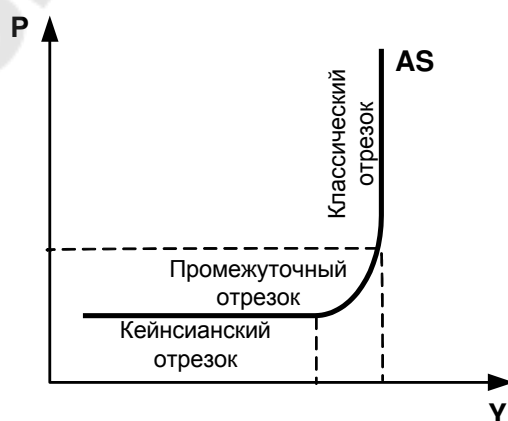 P
AS
Классический
отрезок
Промежуточный
отрезок
Кейнсианский
отрезок
Y